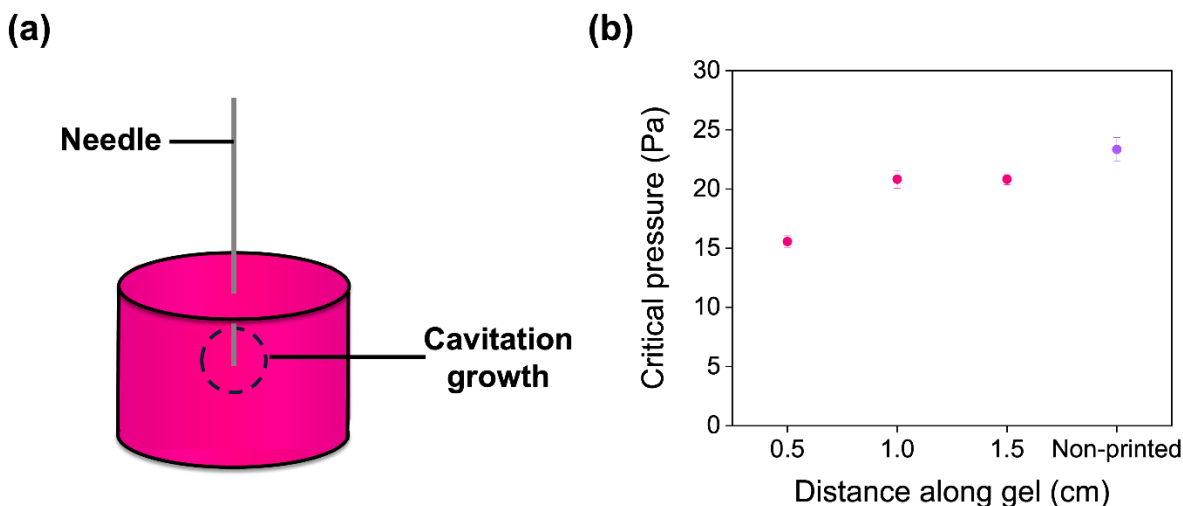 (a)
Needle
Cavitation
growth
(b)
Critical pressure (Pa)
30
25
20
15
10
5
0
0.5 1.0 1.5 Non-printed
Distance along gel (cm)